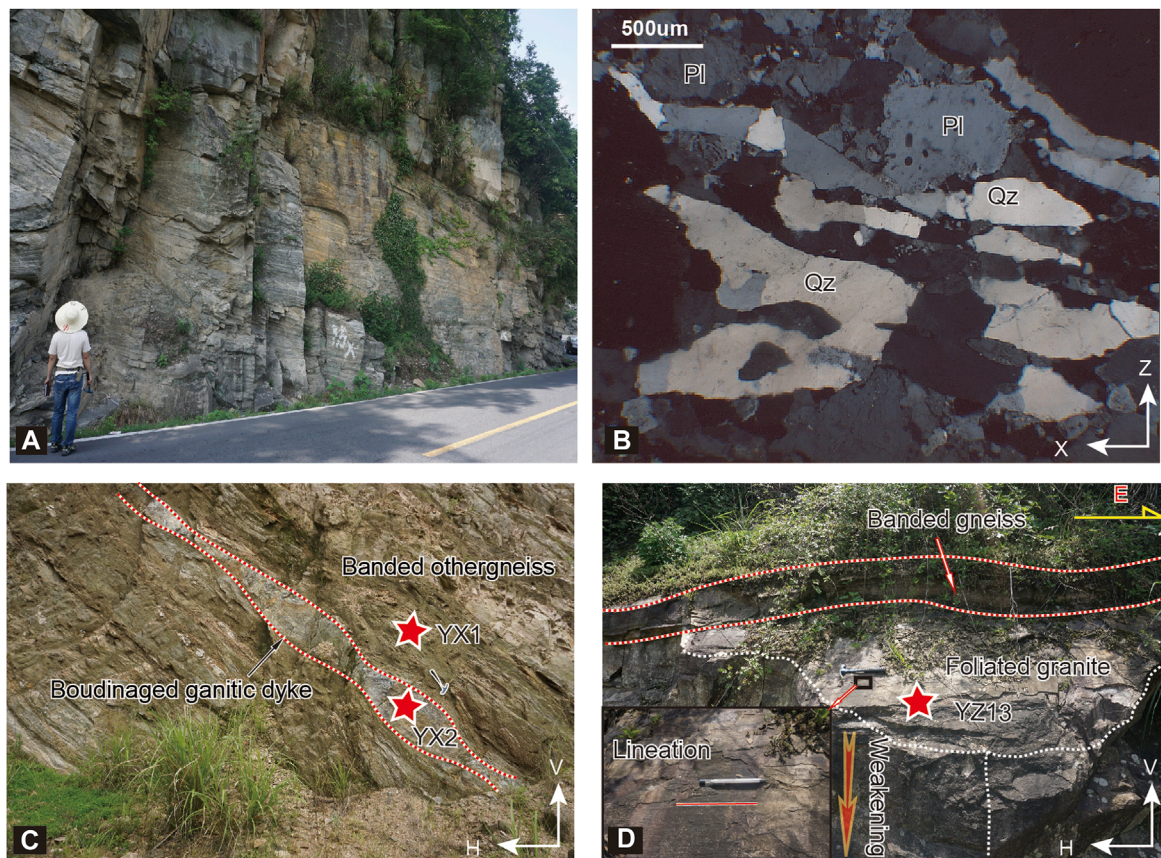 A
500um
Pl
Pl
Qz
Qz
Z
X
B
Banded othergneiss
YX1
Boudinaged ganitic dyke
YX2
V
H
C
E
Banded gneiss
Foliated granite
YZ13
Lineation
Weakening
V
H
D